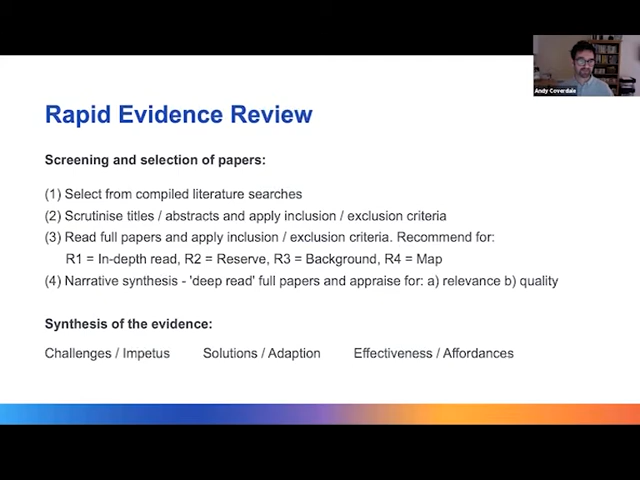 Rapid Evidence Review
Screening and selection of papers:
(1) Select from compiled literature searches
(2) Scrutinise titles / abstracts and apply inclusion / exclusion criteria
(3) Read full papers and apply inclusion / exclusion criteria. Recommend for:
R1 = In-depth read, R2 = Reserve, R3 = Background, R4 = Map
(4) Narrative synthesis - 'deep read' full papers and appraise for: a) relevance b) quality
Synthesis of the evidence:
Challenges / Impetus Solutions / Adaption Effectiveness / Affordances
Andy Coverdale